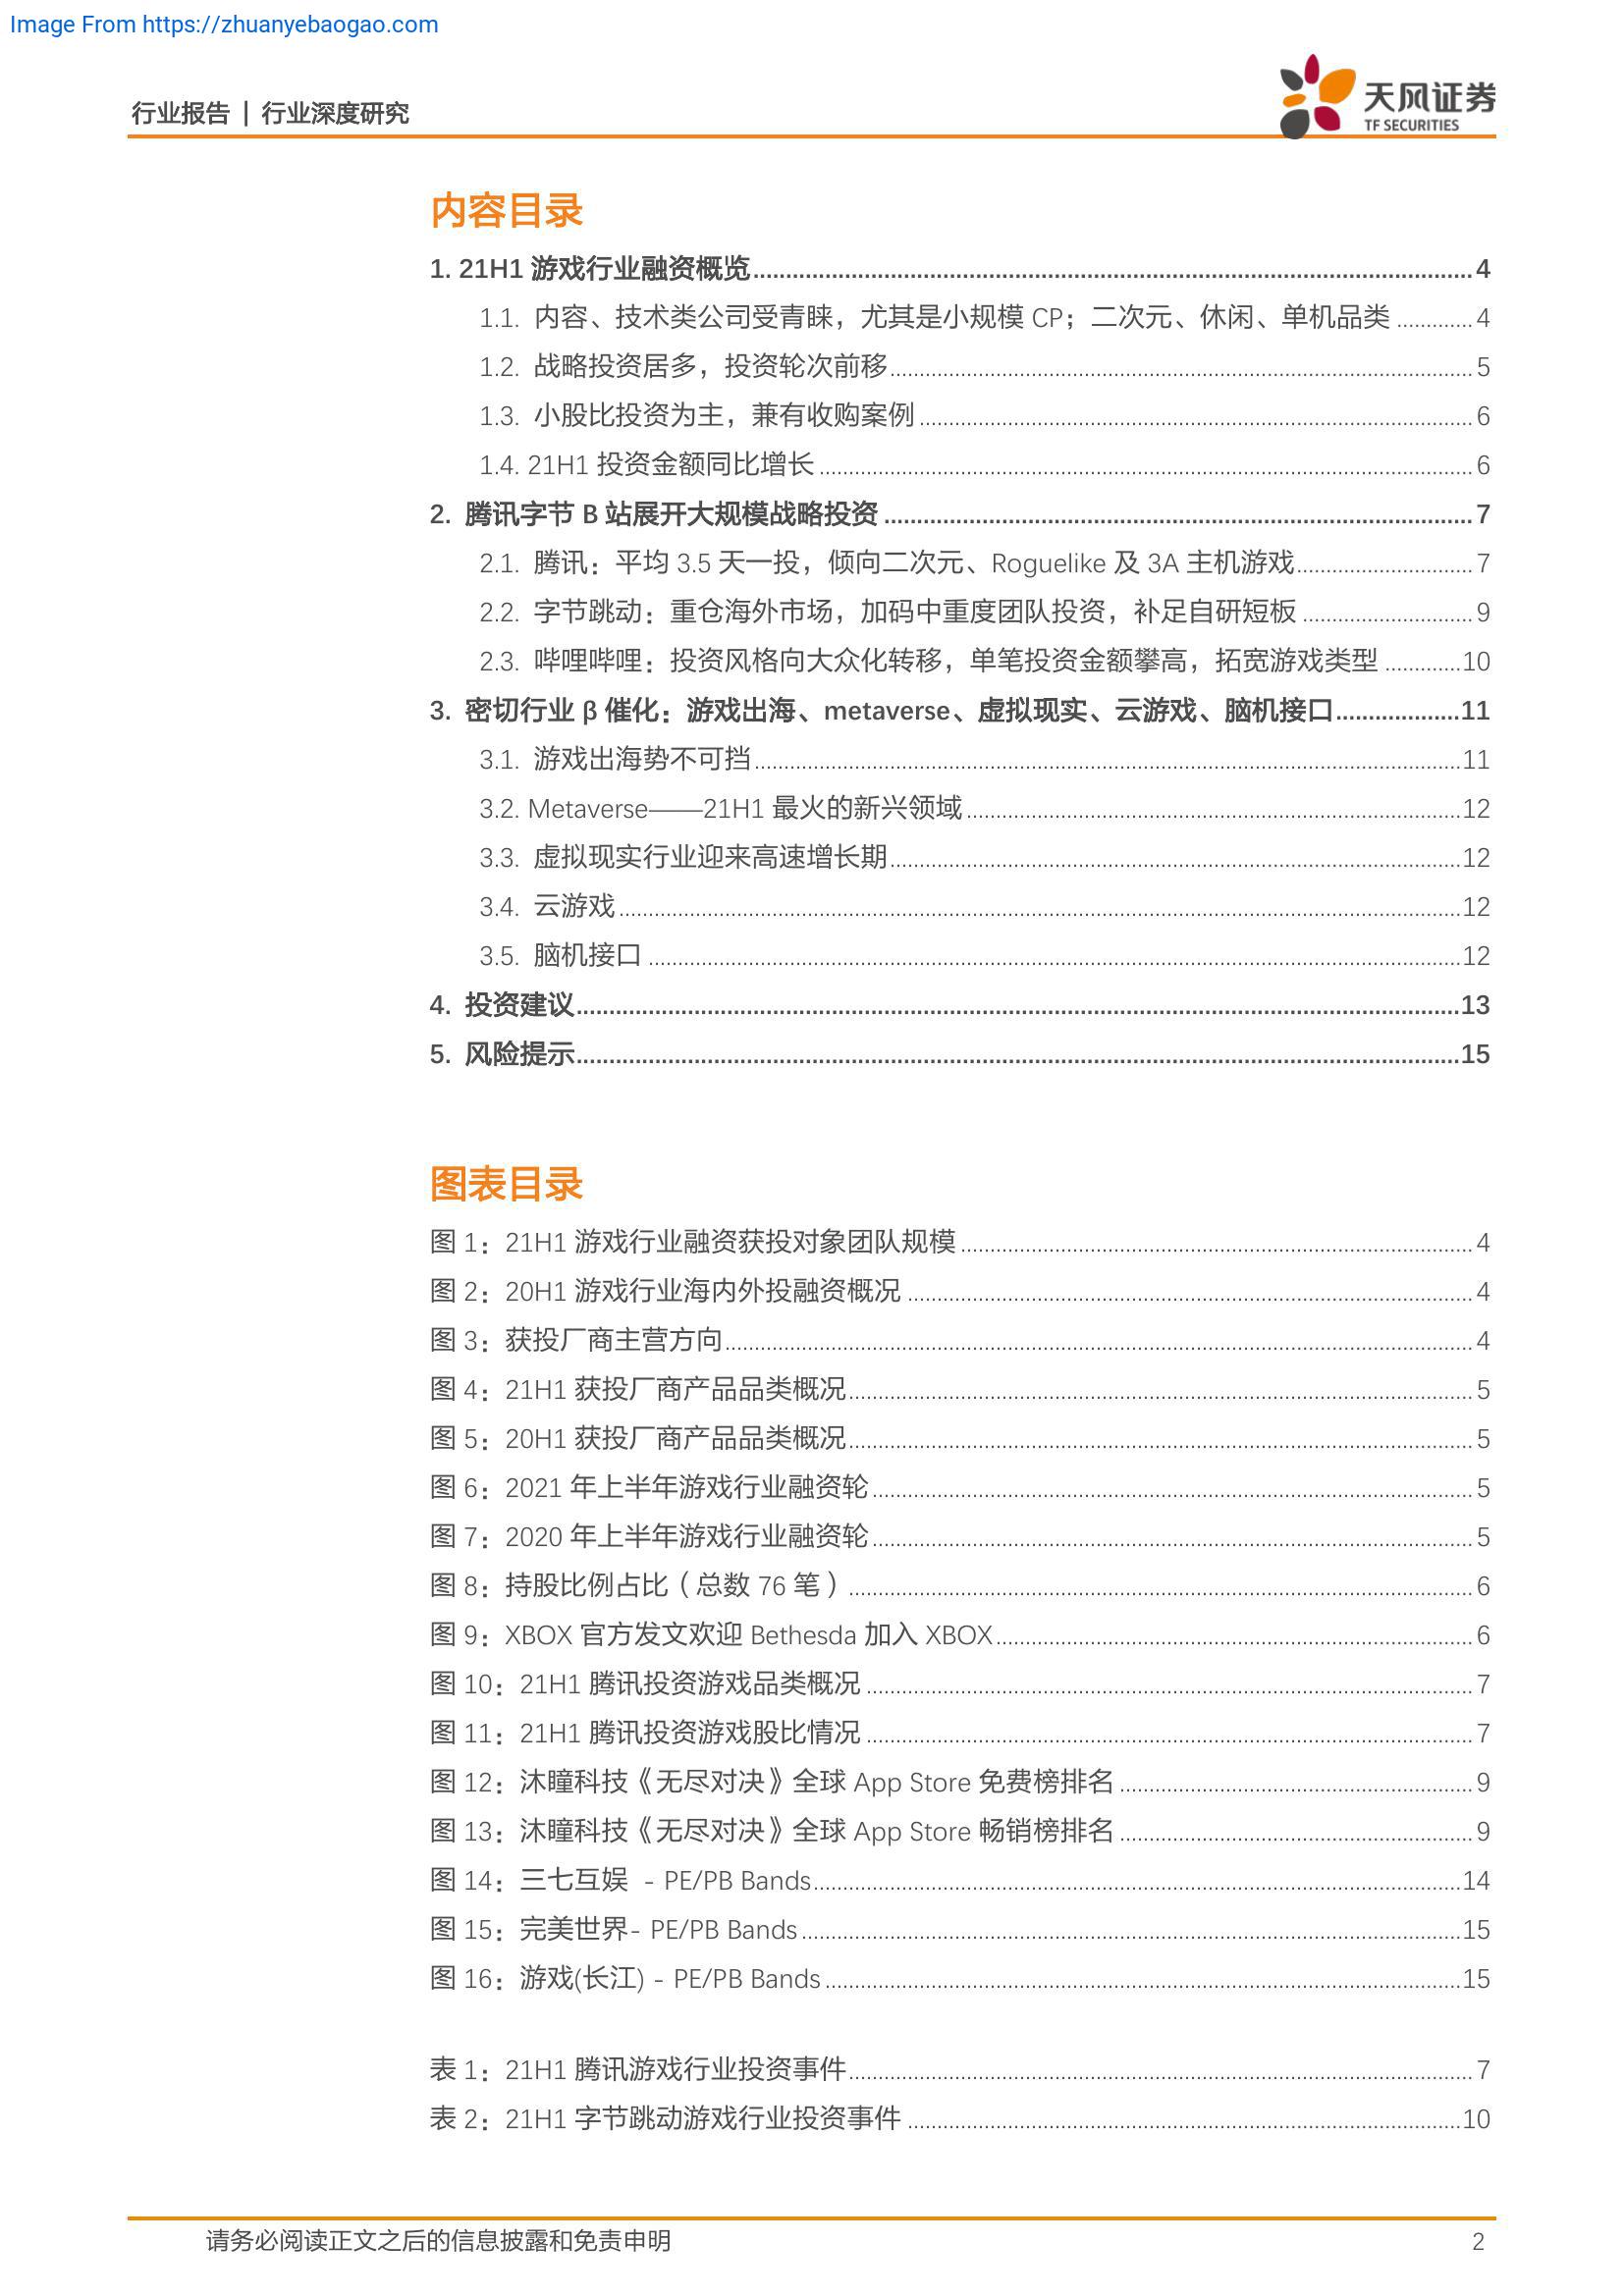 Image From https://zhuanyebaogao.com
行业报告 | 行业深度研究
天风证券
TF SECURITIES
内容目录
1. 21H1 游戏行业融资概览 4
1.1. 内容、技术类公司受青睐，尤其是小规模 CP；二次元、休闲、单机品类 4
1.2. 战略投资居多，投资轮次前移 5
1.3. 小股比投资为主，兼有收购案例 6
1.4. 21H1 投资金额同比增长 6
2. 腾讯字节 B 站展开大规模战略投资 7
2.1. 腾讯：平均 3.5 天一投，倾向二次元、Roguelike 及 3A 主机游戏 7
2.2. 字节跳动：重仓海外市场，加码中重度团队投资，补足自研短板 9
2.3. 哔哩哔哩：投资风格向大众化转移，单笔投资金额攀高，拓宽游戏类型 10
3. 密切行业 β 催化：游戏出海、metaverse、虚拟现实、云游戏、脑机接口 11
3.1. 游戏出海势不可挡 11
3.2. Metaverse——21H1 最火的新兴领域 12
3.3. 虚拟现实行业迎来高速增长期 12
3.4. 云游戏 12
3.5. 脑机接口 12
4. 投资建议 13
5. 风险提示 15
图表目录
图 1：21H1 游戏行业融资获投对象团队规模 4
图 2：20H1 游戏行业海内外投融资概况 4
图 3：获投厂商主营方向 4
图 4：21H1 获投厂商产品品类概况 5
图 5：20H1 获投厂商产品品类概况 5
图 6：2021 年上半年游戏行业融资轮 5
图 7：2020 年上半年游戏行业融资轮 5
图 8：持股比例占比（总数 76 笔） 6
图 9：XBOX 官方发文欢迎 Bethesda 加入 XBOX 6
图 10：21H1 腾讯投资游戏品类概况 7
图 11：21H1 腾讯投资游戏股比情况 7
图 12：沐瞳科技《无尽对决》全球 App Store 免费榜排名 9
图 13：沐瞳科技《无尽对决》全球 App Store 畅销榜排名 9
图 14：三七互娱 - PE/PB Bands 14
图 15：完美世界- PE/PB Bands 15
图 16：游戏(长江) - PE/PB Bands 15
表 1：21H1 腾讯游戏行业投资事件 7
表 2：21H1 字节跳动游戏行业投资事件 10
请务必阅读正文之后的信息披露和免责申明 2